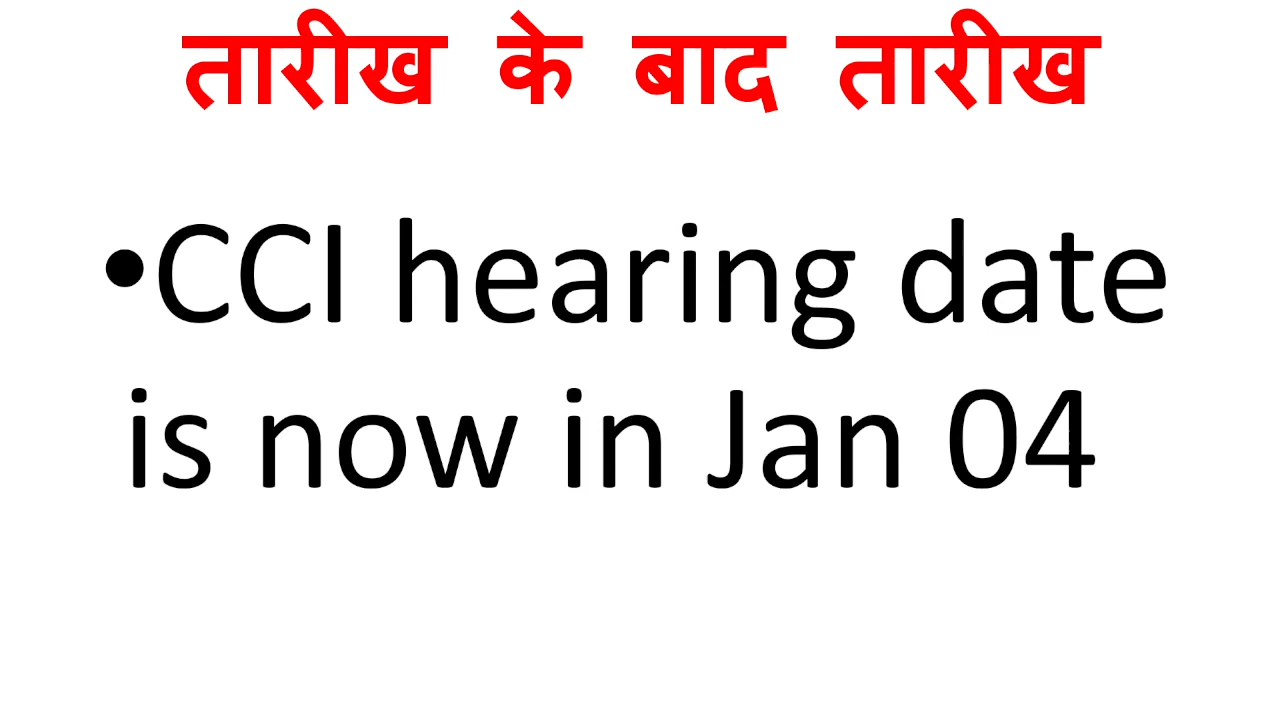 तारीख के बाद तारीख
•CCI hearing date
is now in Jan 04